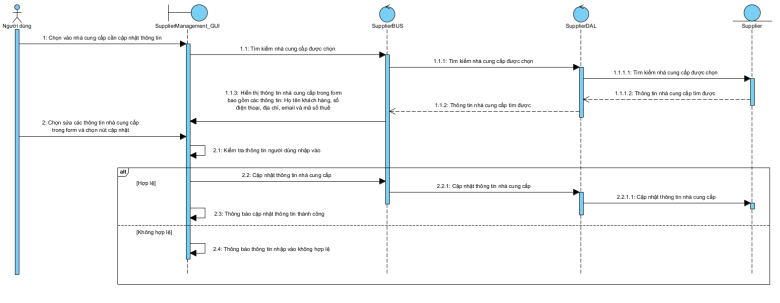 Người dùng
SupplierManagement_GUI
SupplierBUS
SupplierDAL
Supplier
1: Chọn vào nhà cung cấp cần cập nhật thông tin
1.1: Tìm kiếm nhà cung cấp được chọn
1.1.1: Tìm kiếm nhà cung cấp được chọn
1.1.1.1: Tìm kiếm nhà cung cấp được chọn
1.1.1.2: Thông tin nhà cung cấp tìm được
1.1.2: Thông tin nhà cung cấp tìm được
1.1.3: Hiển thị thông tin nhà cung cấp trong form
bao gồm các thông tin: Họ tên khách hàng, số
điện thoại, địa chỉ, email và mã số thuế
2: Chọn sửa các thông tin nhà cung cấp
trong form và chọn nút cập nhật
2.1: Kiểm tra thông tin người dùng nhập vào
alt
2.2: Cập nhật thông tin nhà cung cấp
[Hợp lệ]
2.2.1: Cập nhật thông tin nhà cung cấp
2.2.1.1: Cập nhật thông tin nhà cung cấp
2.3: Thông báo cập nhật thông tin thành công
[Không hợp lệ]
2.4: Thông báo thông tin nhập vào không hợp lệ